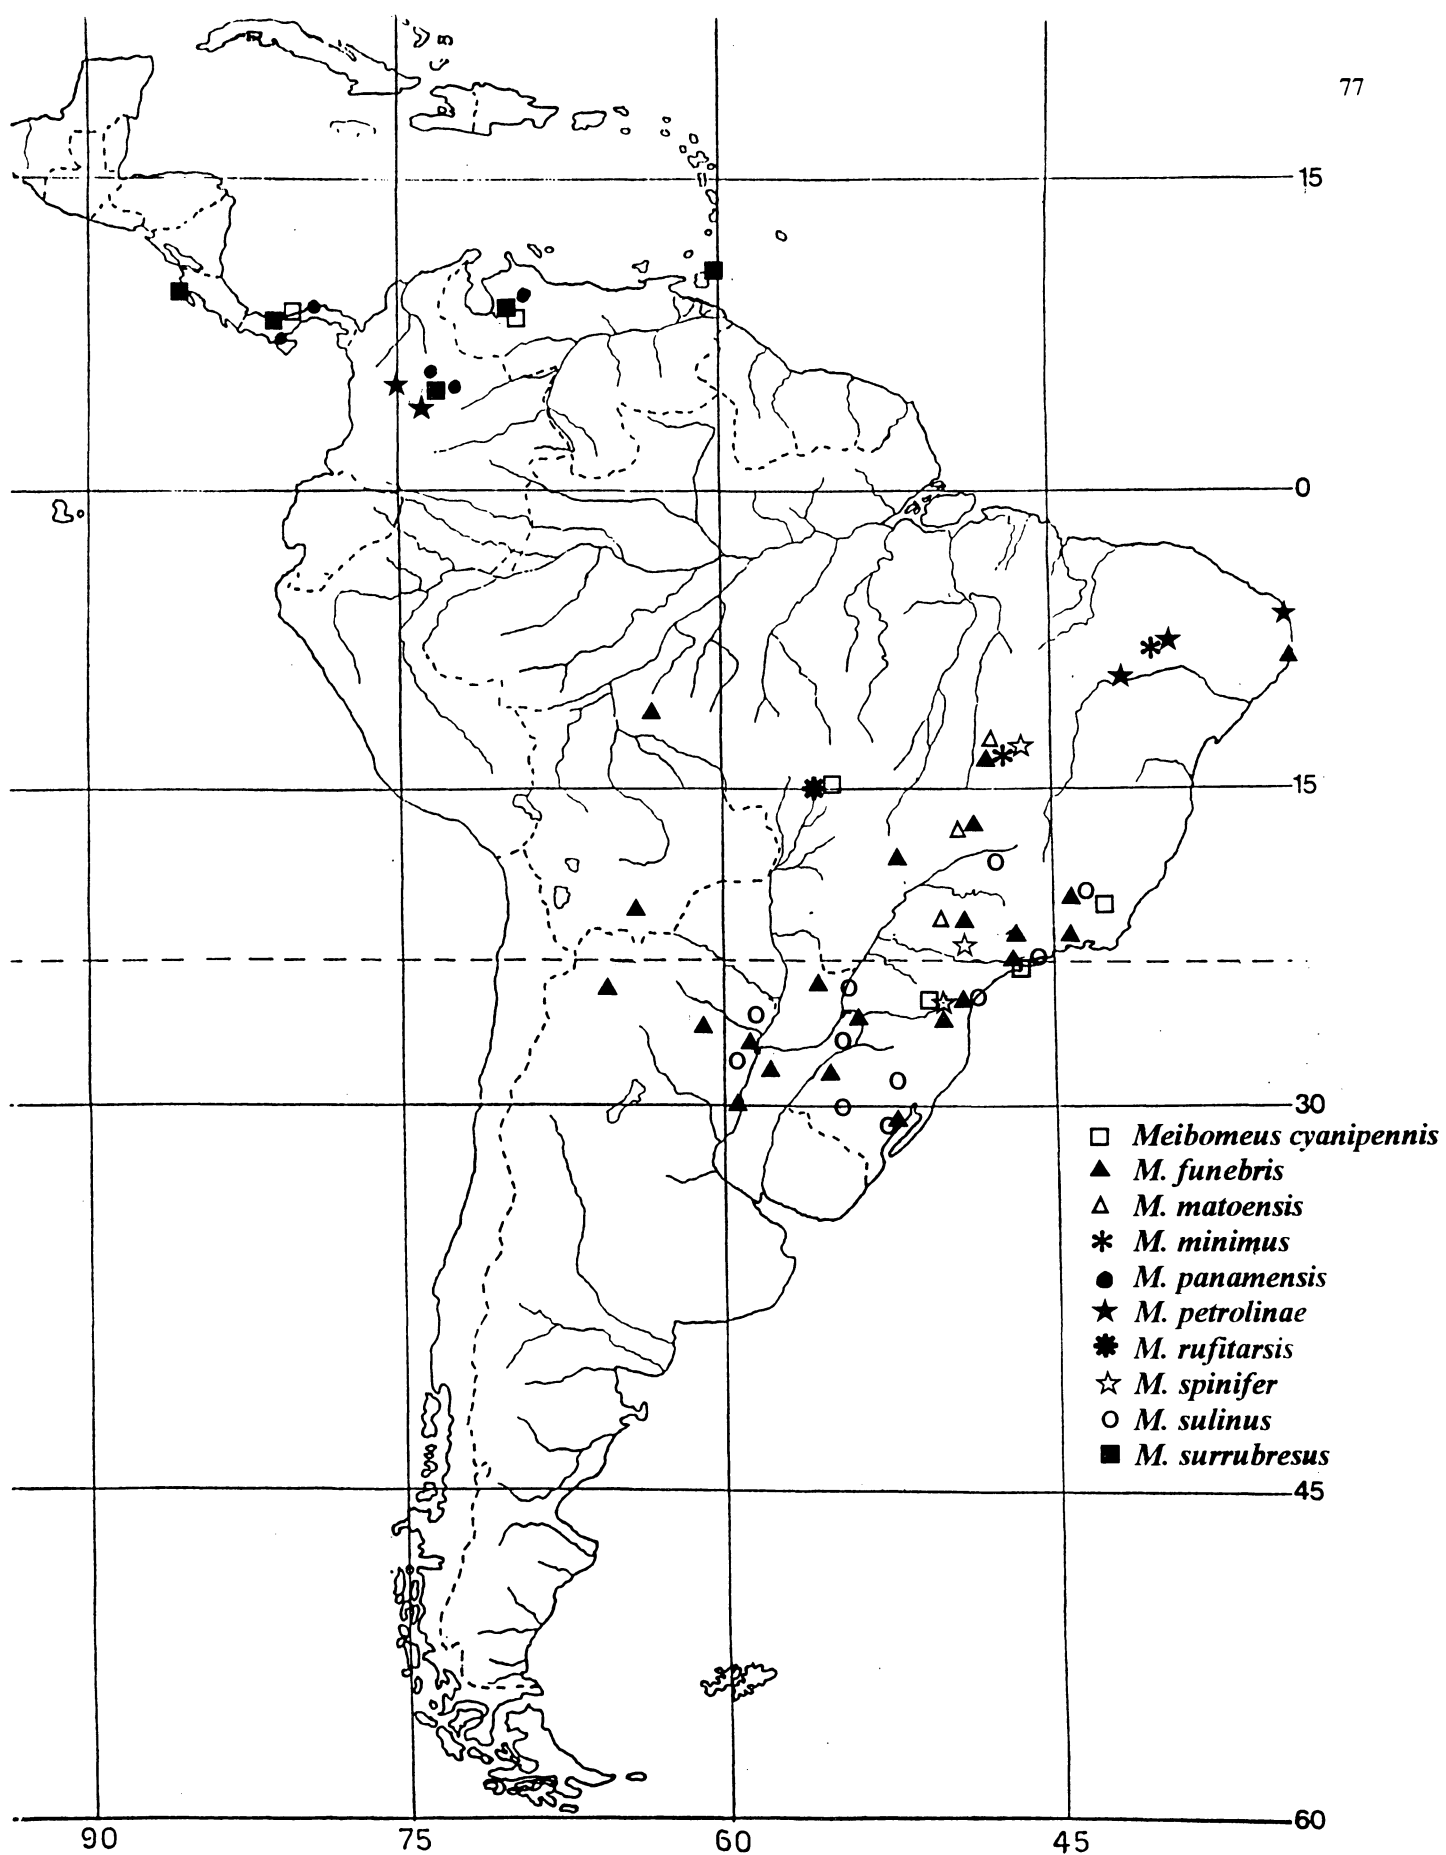 77
15
0
15
30
Meibomeus cyanipennis
M. funebris
M. matoensis
M. minimus
M. panamensis
M. petrolinae
M. rufitarsis
M. spinifer
M. sulinus
M. surrubresus
45
60
90 75 60 45